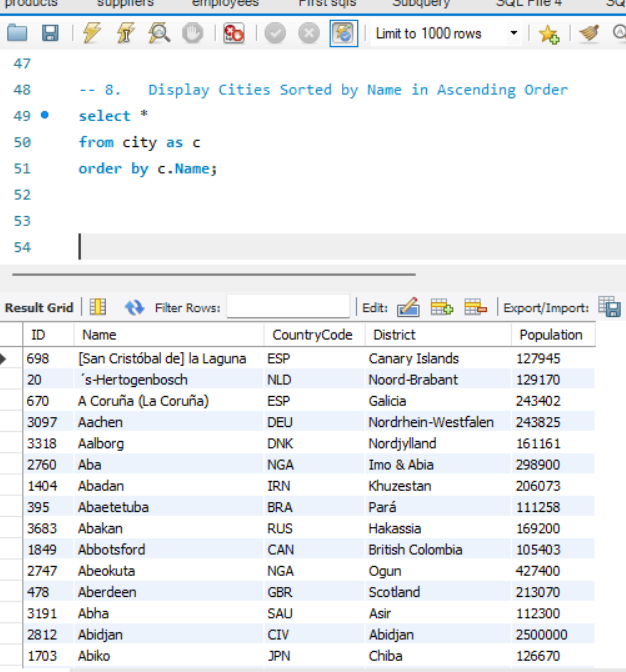 products suppliers employees First sqls Subquery SQL File 4
Limit to 1000 rows
47
48 -- 8. Display Cities Sorted by Name in Ascending Order
49 select *
50 from city as c
51 order by c.Name;
52
53
54
Result Grid Filter Rows: Edit: Export/Import:
ID Name CountryCode District Population
698 [San Cristóbal de] la Laguna ESP Canary Islands 127945
20 ´s-Hertogenbosch NLD Noord-Brabant 129170
670 A Coruña (La Coruña) ESP Galicia 243402
3097 Aachen DEU Nordrhein-Westfalen 243825
3318 Aalborg DNK Nordjylland 161161
2760 Aba NGA Imo & Abia 298900
1404 Abadan IRN Khuzestan 206073
395 Abaetetuba BRA Pará 111258
3683 Abakan RUS Hakassia 169200
1849 Abbotsford CAN British Colombia 105403
2747 Abeokuta NGA Ogun 427400
478 Aberdeen GBR Scotland 213070
3191 Abha SAU Asir 112300
2812 Abidjan CIV Abidjan 2500000
1703 Abiko JPN Chiba 126670